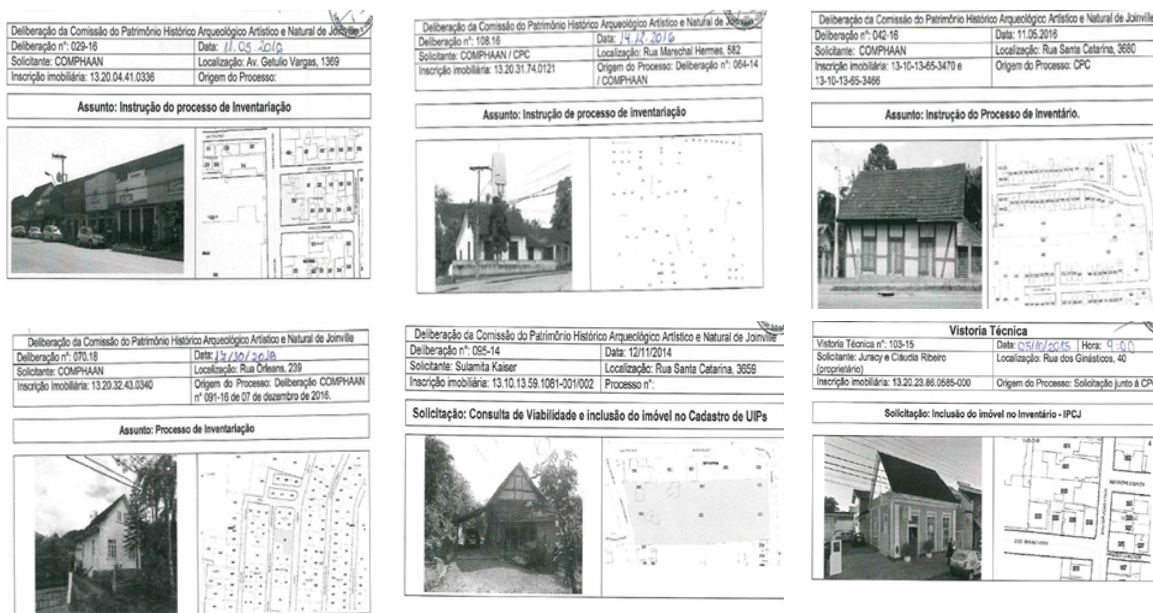 Deliberação da Comissão do Patrimônio Histórico Arqueológico Artístico e Natural de Joinville
Deliberação n°: 029-16 Data: 11.05.2016
Solicitante: COMPHAAN Localização: Av. Getulio Vargas, 1369
Inscrição imobiliária: 13.20.04.41.0336 Origem do Processo:
Assunto: Instrução do processo de Inventariação
Deliberação da Comissão do Patrimônio Histórico Arqueológico Artístico e Natural de Joinville
Deliberação n°: 108.16 Data: 14.12.2016
Solicitante: COMPHAAN / CPC Localização: Rua Marechal Hermes, 582
Inscrição imobiliária: 13.20.31.74.0121 Origem do Processo: Deliberação n°: 064-14
/ COMPHAAN
Assunto: Instrução de processo de inventariação
Deliberação da Comissão do Patrimônio Histórico Arqueológico Artístico e Natural de Joinville
Deliberação n°: 042-16 Data: 11.05.2016
Solicitante: COMPHAAN Localização: Rua Santa Catarina, 3680
Inscrição imobiliária: 13-10-13-65-3470 e Origem do Processo: CPC
13-10-13-65-3466
Assunto: Instrução do Processo de Inventário.
Deliberação da Comissão do Patrimônio Histórico Arqueológico Artístico e Natural de Joinville
Deliberação n°: 070.18 Data:
Solicitante: COMPHAAN Localização: Rua Orleans, 239
Inscrição imobiliária: 13.20.32.43.0340 Origem do Processo: Deliberação COMPHAAN
n° 091-16 de 07 de dezembro de 2016.
Assunto: Processo de Inventariação
Deliberação da Comissão do Patrimônio Histórico Arqueológico Artístico e Natural de Joinville
Deliberação n°: 095-14 Data: 12/11/2014
Solicitante: Sulamita Kaiser Localização: Rua Santa Catarina, 3659
Inscrição imobiliária: 13.10.13.59.1081-001/002 Processo n°:
Solicitação: Consulta de Viabilidade e inclusão do imóvel no Cadastro de UIPs
Vistoria Técnica
Vistoria Técnica n°: 103-15 Data: 05/10/2015 Hora: 9:00
Solicitante: Juracy e Cláudia Ribeiro Localização: Rua dos Ginásticos, 40
(proprietário)
Inscrição imobiliária: 13.20.23.86.0585-000 Origem do Processo: Solicitação junto à CPC
Solicitação: Inclusão do imóvel no Inventário - IPCJ